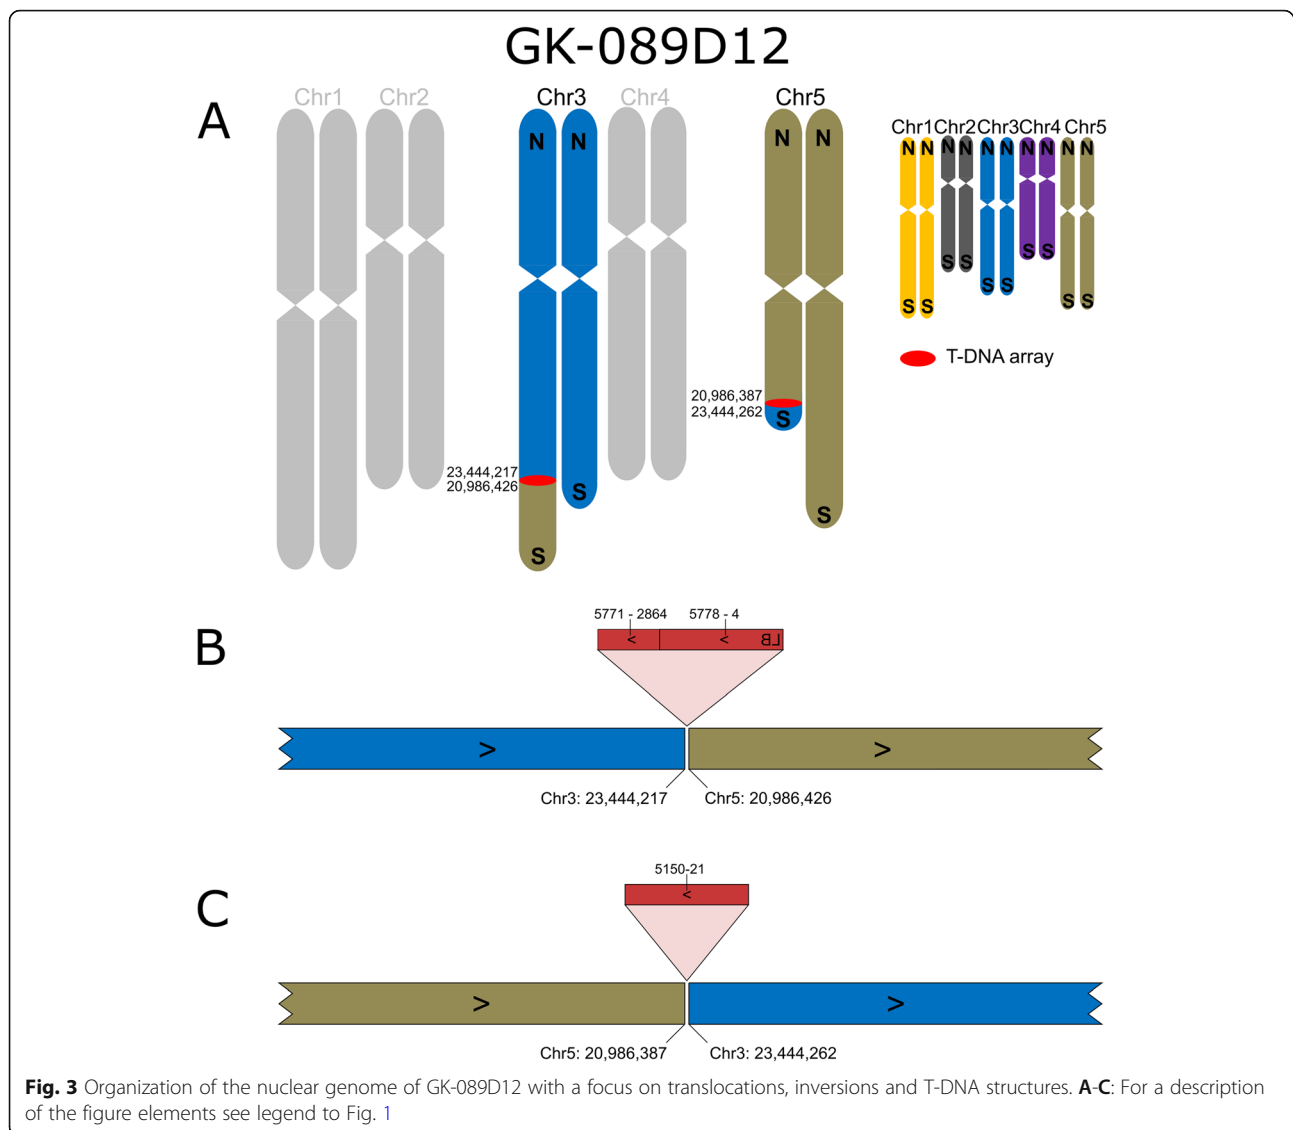 GK-089D12
A
Chr1
Chr2
Chr3
Chr4
Chr5
N N
N N
S
S
S
S
23,444,217
20,986,426
20,986,387
23,444,262
Chr1 Chr2 Chr3 Chr4 Chr5
N N N N N N N N N N
S S S S S S S S S S
T-DNA array
B
5771 - 2864
5778 - 4
< <
LB
> >
Chr3: 23,444,217
Chr5: 20,986,426
C
5150-21
<
> >
Chr5: 20,986,387
Chr3: 23,444,262
Fig. 3 Organization of the nuclear genome of GK-089D12 with a focus on translocations, inversions and T-DNA structures. A-C: For a description
of the figure elements see legend to Fig. 1